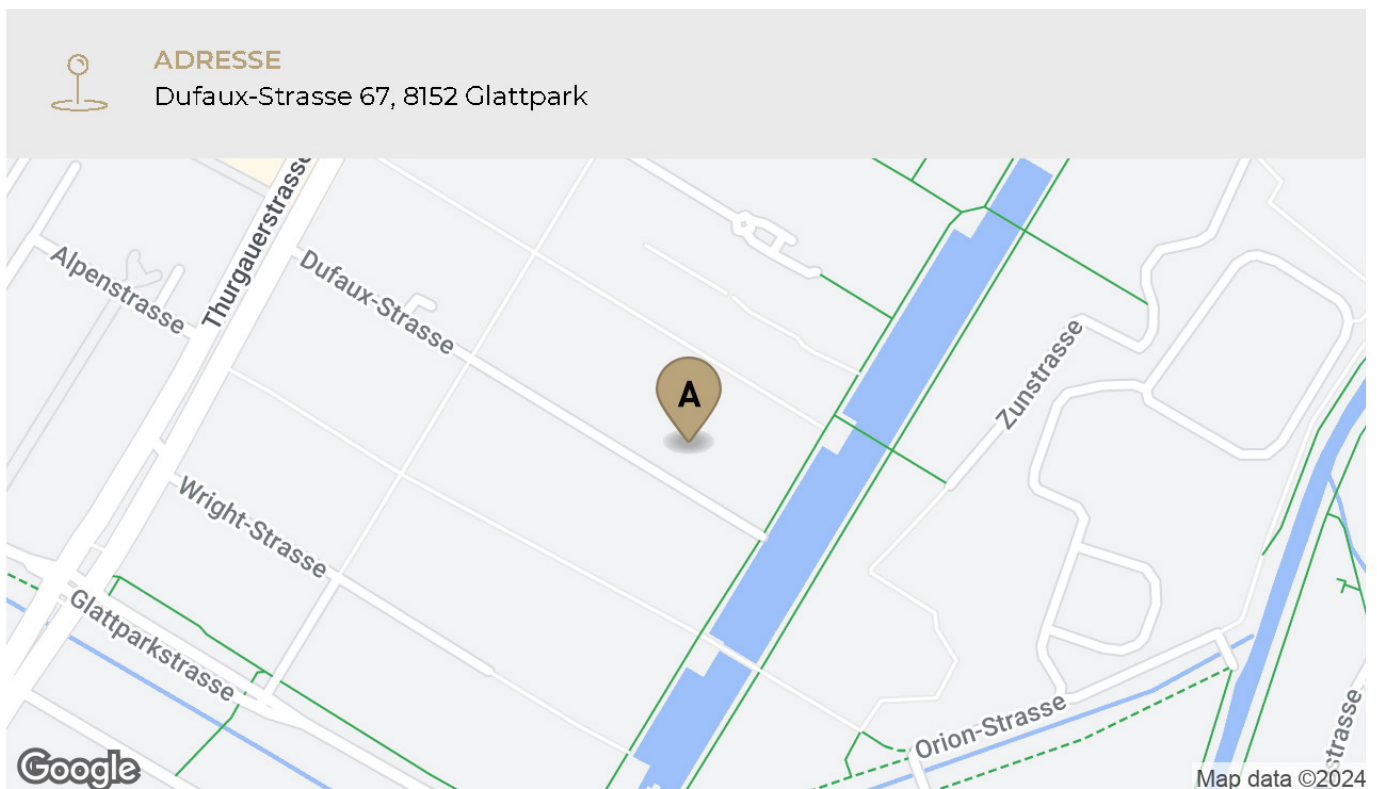 ADRESSE
Dufaux-Strasse 67, 8152 Glattpark
Thurgauerstrasse
Alpenstrasse
Dufaux-Strasse
Zunstrasse
A
Wright-Strasse
Glattparkstrasse
Orion-Strasse
strasse
Google
Map data ©2024